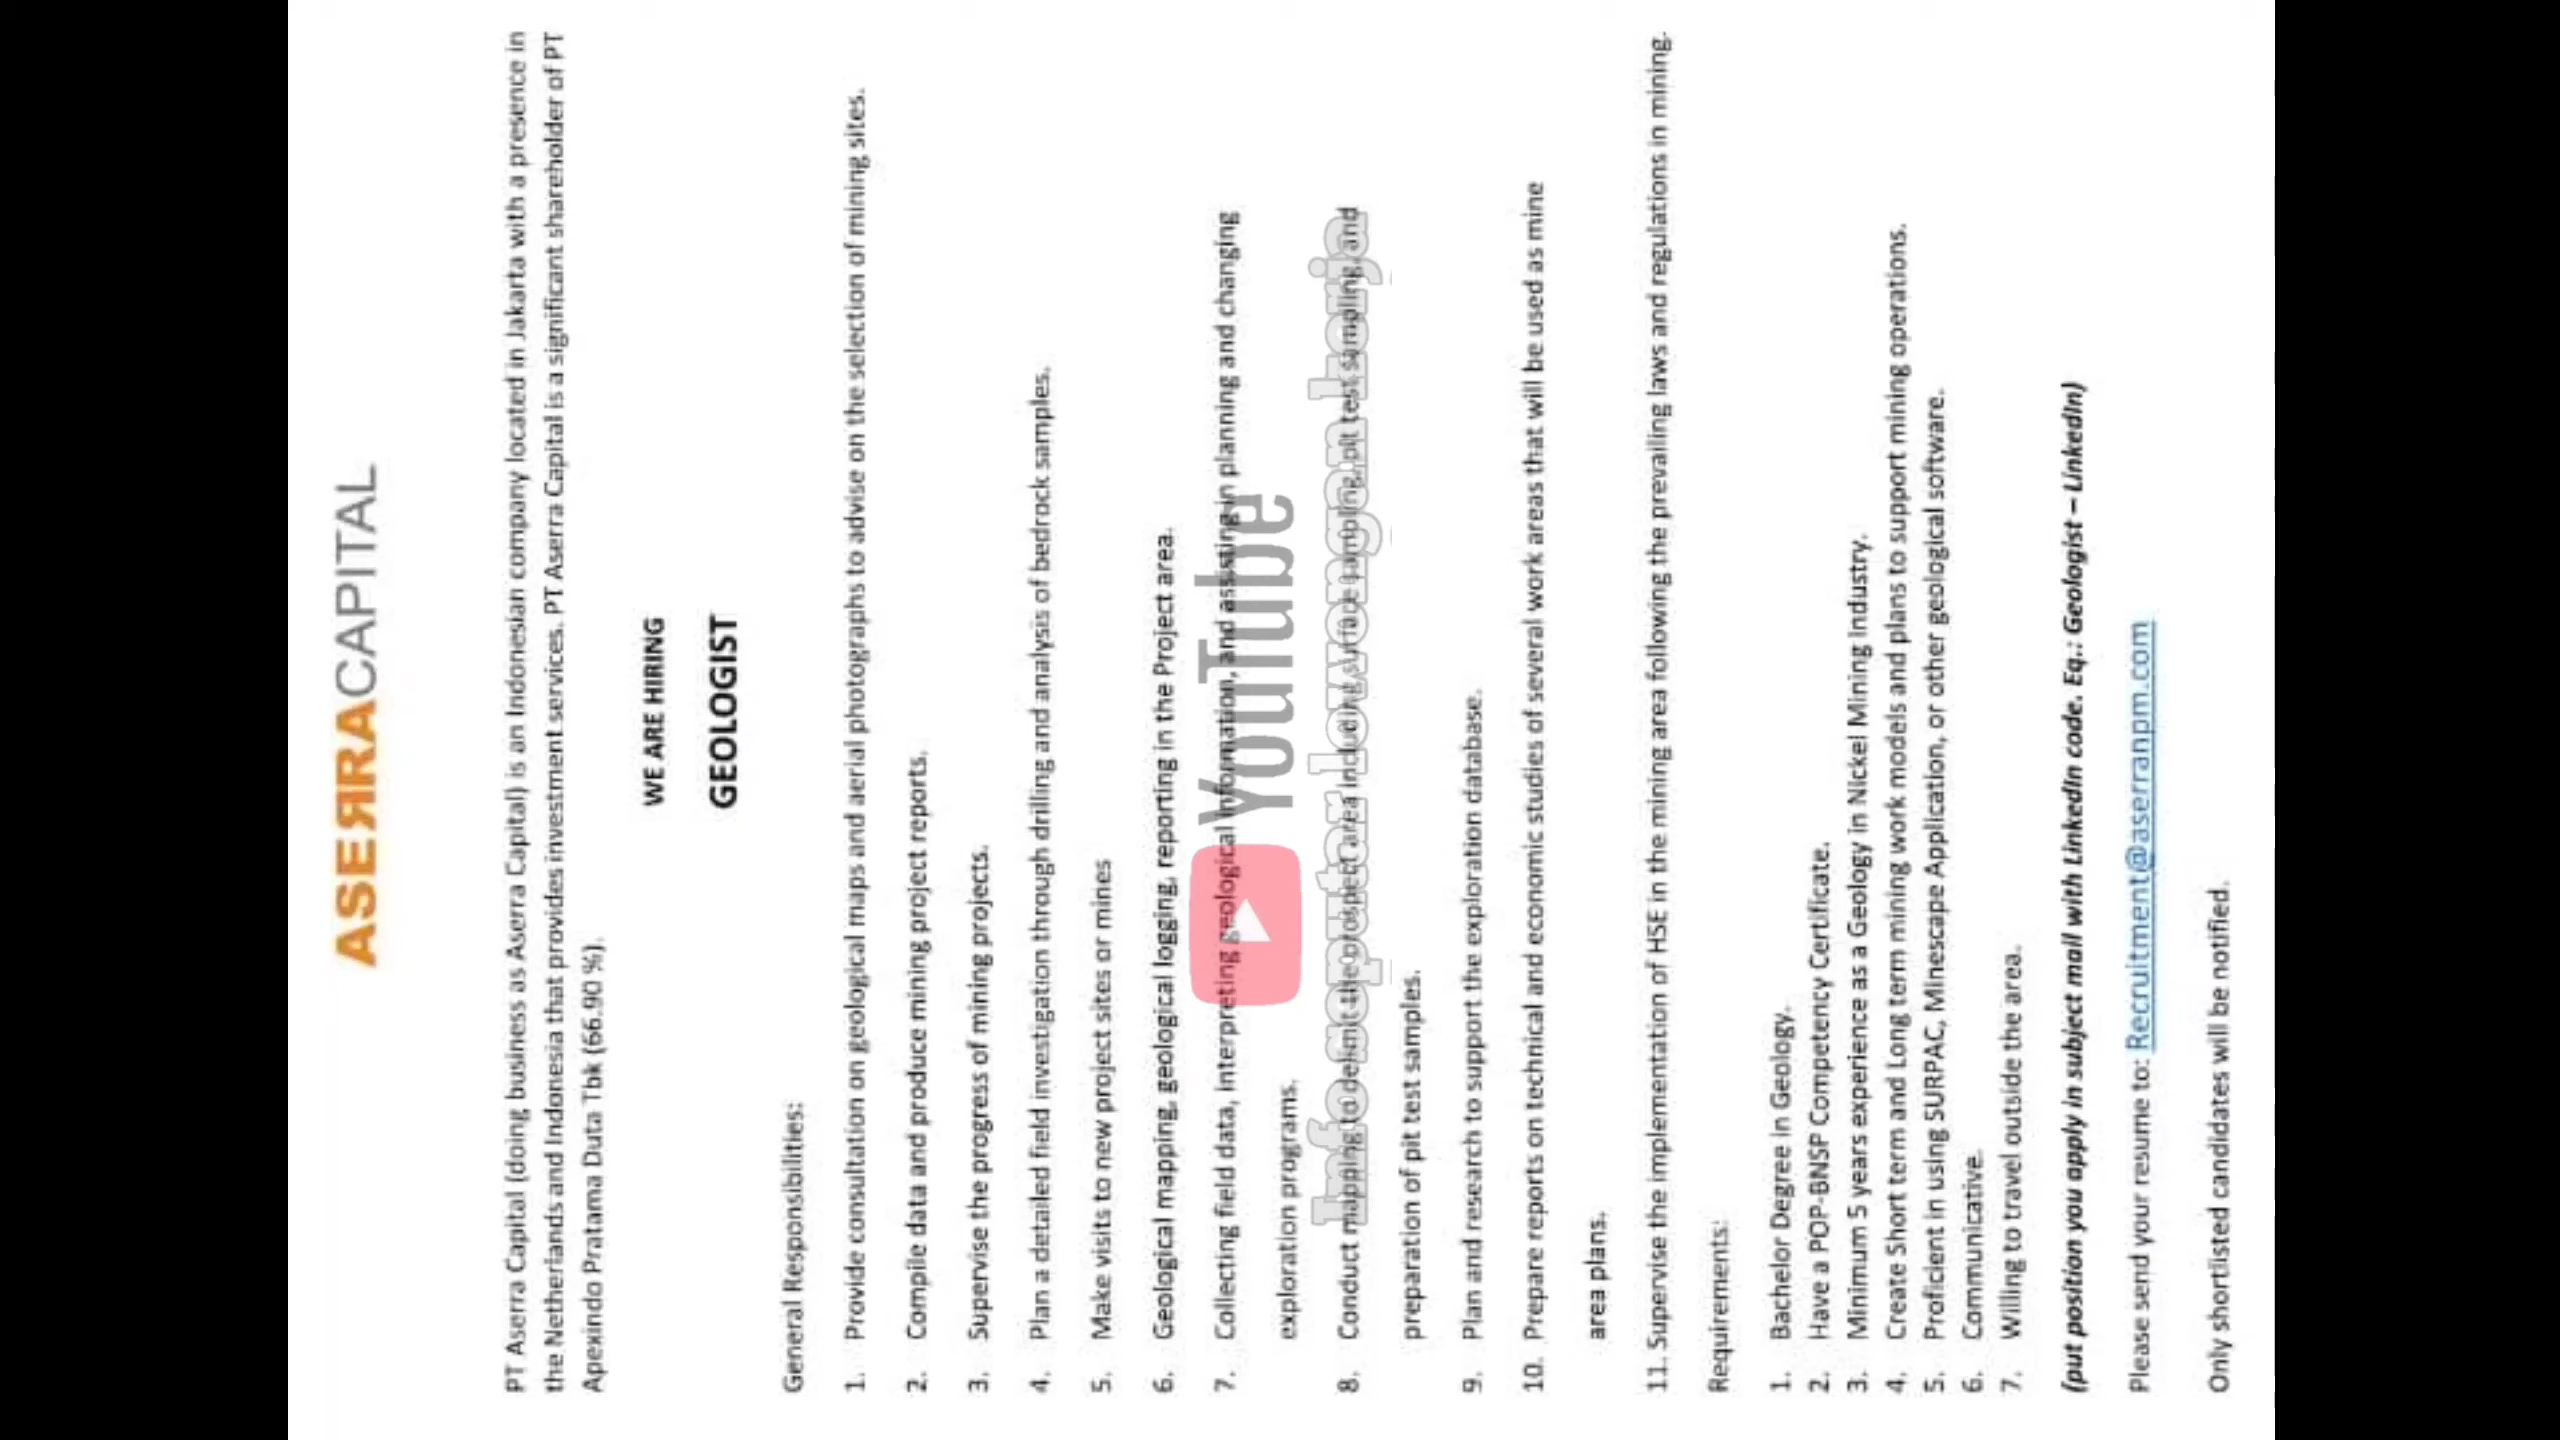 ASERRACAPITAL
PT Aserra Capital (doing business as Aserra Capital) is an Indonesian company located in Jakarta with a presence in
the Netherlands and Indonesia that provides investment services. PT Aserra Capital is a significant shareholder of PT
Apexindo Pratama Duta Tbk (66.90 %).
WE ARE HIRING
GEOLOGIST
General Responsibilities:
1. Provide consultation on geological maps and aerial photographs to advise on the selection of mining sites.
2. Compile data and produce mining project reports.
3. Supervise the progress of mining projects.
4. Plan a detailed field investigation through drilling and analysis of bedrock samples.
5. Make visits to new project sites or mines
6. Geological mapping, geological logging, reporting in the Project area.
7. Collecting field data, interpreting geological information, and assisting in planning and changing
exploration programs.
YouTube
8. Conduct mapping to delimit the prospect area including surface sampling, pit test sampling, and
Info seputar lowongan kerja
preparation of pit test samples.
9. Plan and research to support the exploration database.
10. Prepare reports on technical and economic studies of several work areas that will be used as mine
area plans.
11. Supervise the implementation of HSE in the mining area following the prevailing laws and regulations in mining.
Requirements:
1. Bachelor Degree in Geology.
2. Have a POP-BNSP Competency Certificate.
3. Minimum 5 years experience as a Geology in Nickel Mining Industry.
4. Create Short term and Long term mining work models and plans to support mining operations.
5. Proficient in using SURPAC, Minescape Application, or other geological software.
6. Communicative.
7. Willing to travel outside the area.
(put position you apply in subject mail with LinkedIn code. Eq.: Geologist – LinkedIn)
Please send your resume to: Recruitment@aserranpm.com
Only shortlisted candidates will be notified.